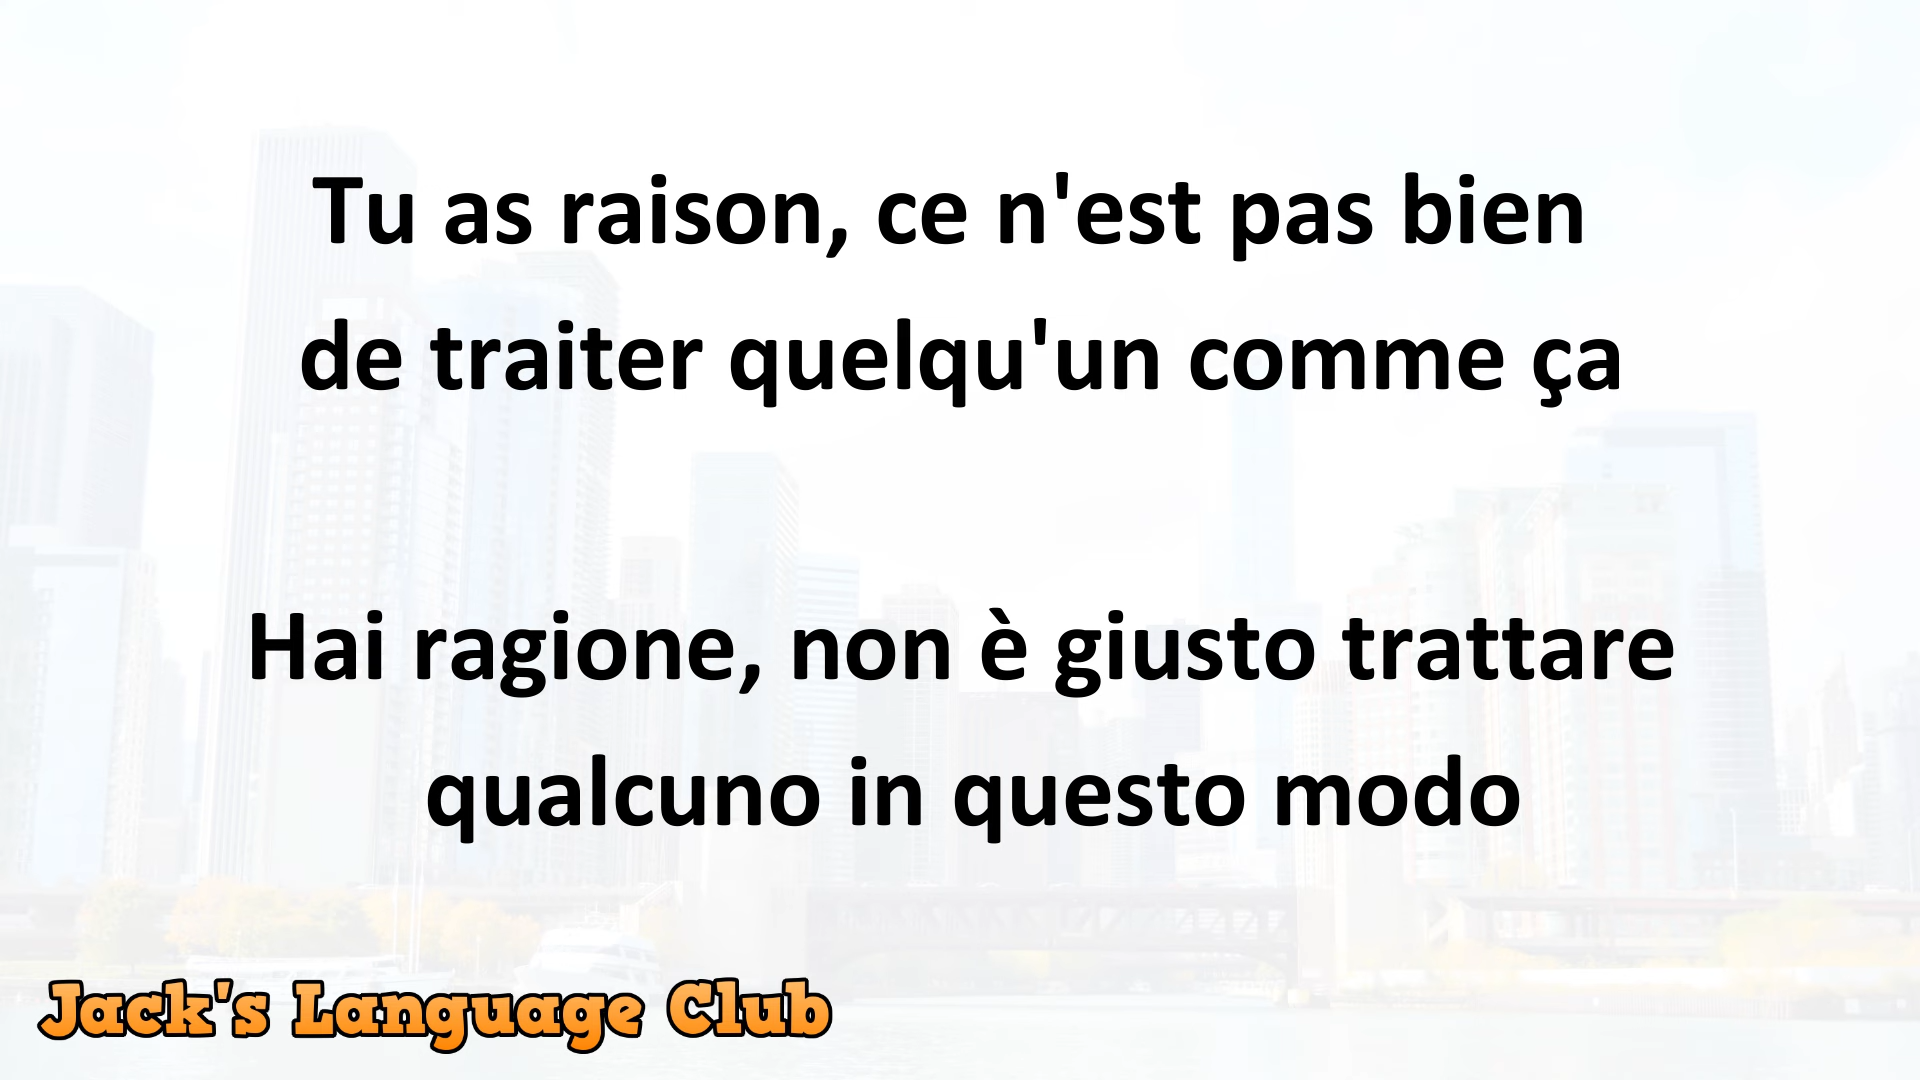 Tu as raison, ce n'est pas bien
de traiter quelqu'un comme ça
Hai ragione, non è giusto trattare
qualcuno in questo modo
Jack's Language Club